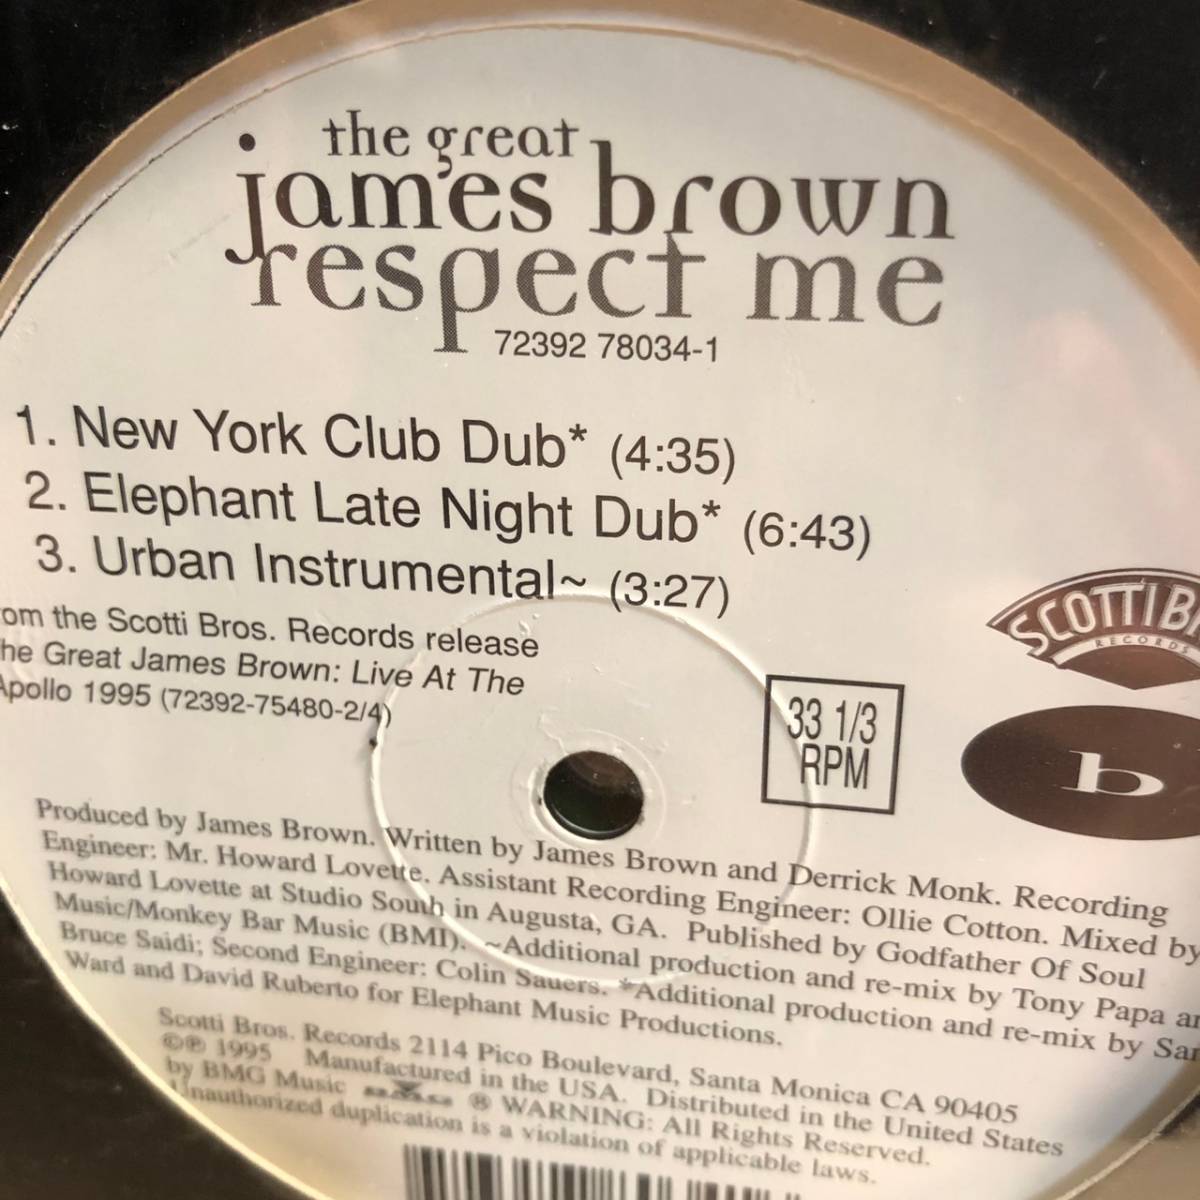 the great
james brown
respect me
72392 78034-1
1. New York Club Dub* (4:35)
2. Elephant Late Night Dub* (6:43)
3. Urban Instrumental~ (3:27)
om the Scotti Bros. Records release
he Great James Brown: Live At The
Apollo 1995 (72392-75480-2/4)
SCOTTI B
RECORDS
33 1/3
RPM
b
Produced by James Brown. Written by James Brown and Derrick Monk. Recording
Engineer: Mr. Howard Lovette. Assistant Recording Engineer: Ollie Cotton. Mixed by
Howard Lovette at Studio South in Augusta, GA. Published by Godfather Of Soul
Music/Monkey Bar Music (BMI). ~Additional production and re-mix by Tony Papa an
Bruce Saidi; Second Engineer: Colin Sauers. *Additional production and re-mix by San
Ward and David Ruberto for Elephant Music Productions.
Scotti Bros. Records 2114 Pico Boulevard, Santa Monica CA 90405
©℗ 1995 Manufactured in the USA. Distributed in the United States
by BMG Music ® WARNING: All Rights Reserved.
Unauthorized duplication is a violation of applicable laws.